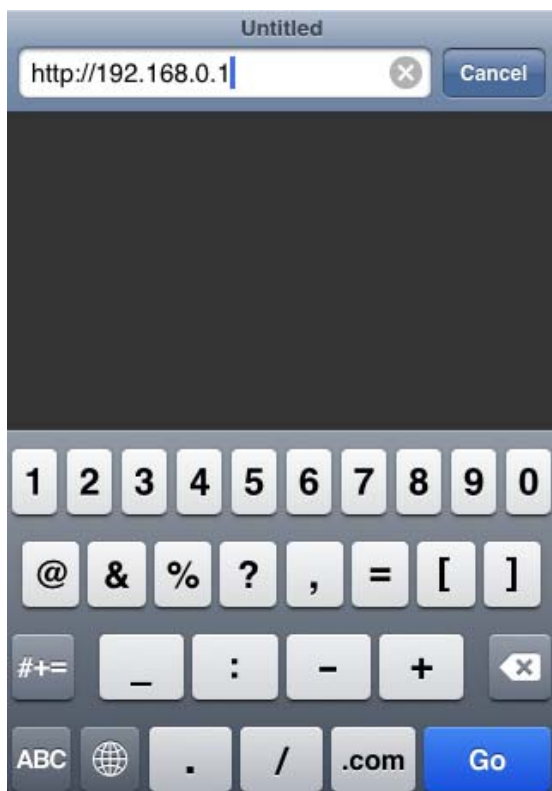 Untitled
http://192.168.0.1 Cancel
1 2 3 4 5 6 7 8 9 0
@ & % ? , = [ ]
#+= _ : - +
ABC . / .com Go